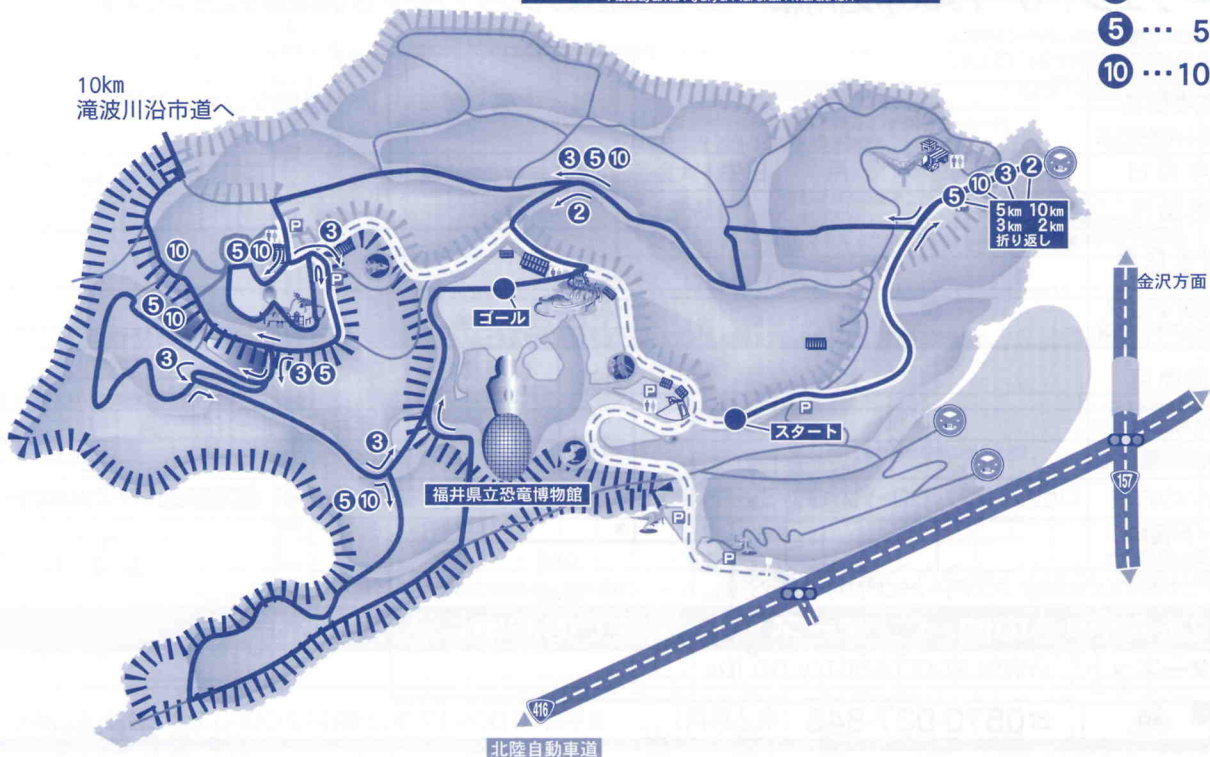 ⑤ … 5
⑩ … 10
10km
滝波川沿市道へ
③ ⑤ ⑩
②
⑤ ⑩ ③ ②
5km 10km
3km 2km
折り返し
金沢方面
P
③
⑩
⑤ ⑩
P
ゴール
⑤
⑩
③
③ ⑤
P
P
スタート
③
157
⑤ ⑩
福井県立恐竜博物館
P
P
416
北陸自動車道